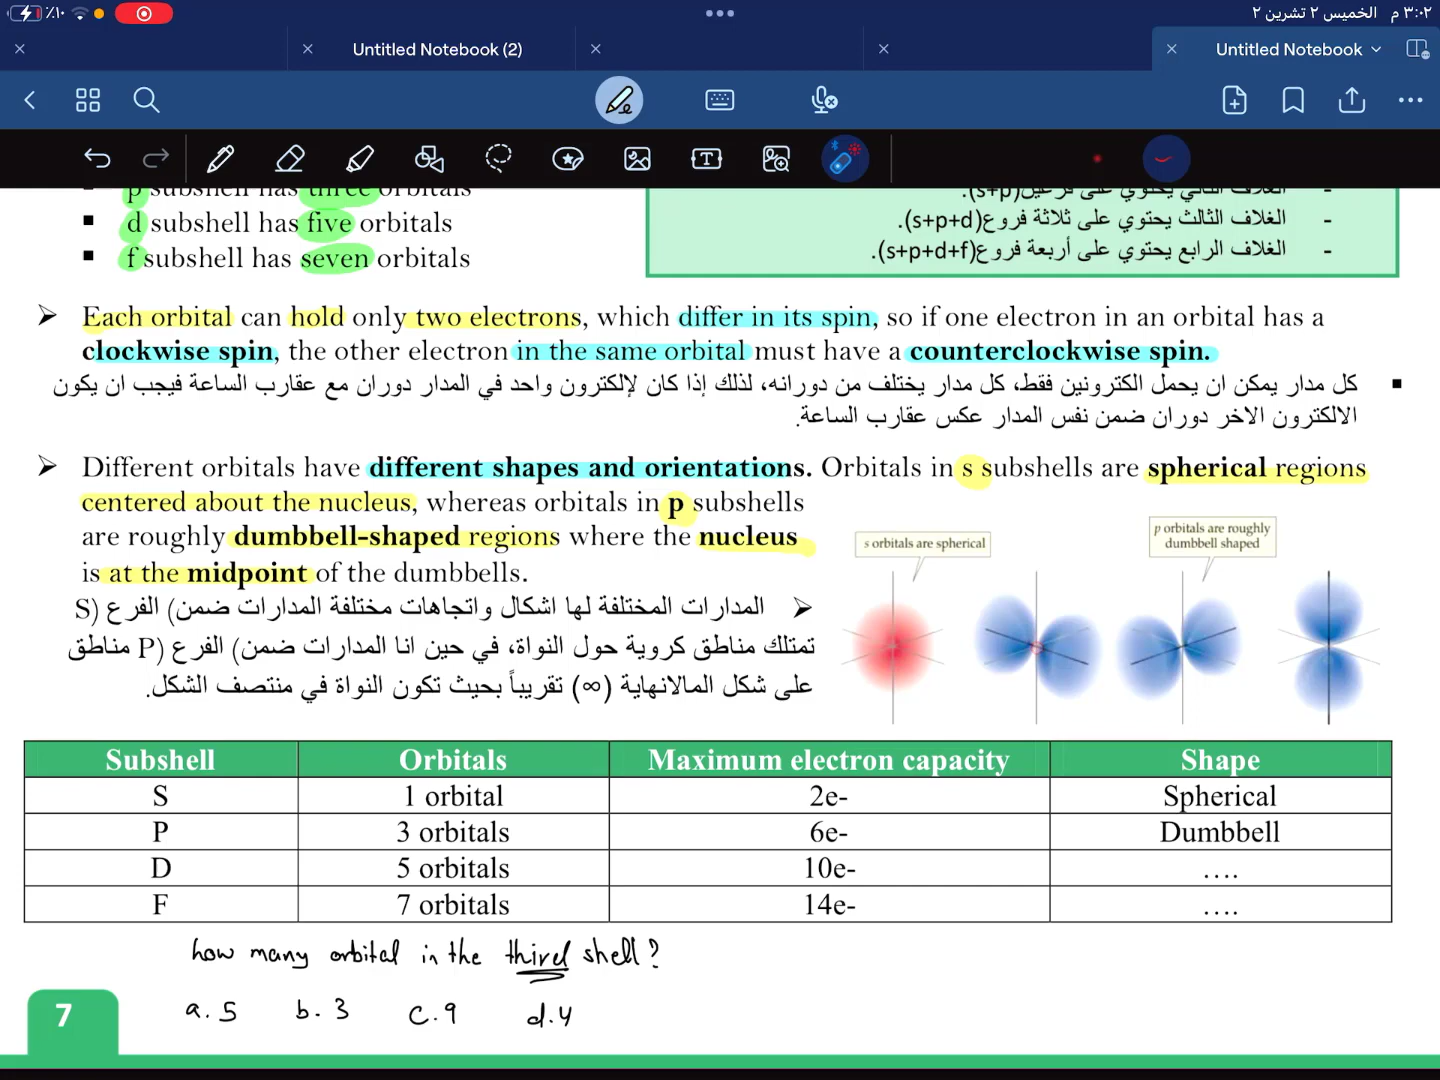 ٪١٠
٣:٠٢ م الخميس ٢ تشرين ٢
Untitled Notebook (2)
Untitled Notebook
p subshell has three orbitals
d subshell has five orbitals
f subshell has seven orbitals
- الغلاف الثاني يحتوي على فرعين(s+p).
- الغلاف الثالث يحتوي على ثلاثة فروع(s+p+d).
- الغلاف الرابع يحتوي على أربعة فروع(s+p+d+f).
Each orbital can hold only two electrons, which differ in its spin, so if one electron in an orbital has a
clockwise spin, the other electron in the same orbital must have a counterclockwise spin.
كل مدار يمكن ان يحمل الكترونين فقط، كل مدار يختلف من دورانه، لذلك إذا كان لإلكترون واحد في المدار دوران مع عقارب الساعة فيجب ان يكون
الالكترون الاخر دوران ضمن نفس المدار عكس عقارب الساعة.
Different orbitals have different shapes and orientations. Orbitals in s subshells are spherical regions
centered about the nucleus, whereas orbitals in p subshells
are roughly dumbbell-shaped regions where the nucleus
is at the midpoint of the dumbbells.
s orbitals are spherical
p orbitals are roughly
dumbbell shaped
المدارات المختلفة لها اشكال واتجاهات مختلفة المدارات ضمن) الفرع (S
تمتلك مناطق كروية حول النواة، في حين انا المدارات ضمن) الفرع (P مناطق
على شكل المالانهاية (∞) تقريباً بحيث تكون النواة في منتصف الشكل.
Subshell Orbitals Maximum electron capacity Shape
S 1 orbital 2e- Spherical
P 3 orbitals 6e- Dumbbell
D 5 orbitals 10e- ….
F 7 orbitals 14e- ….
how many orbital in the third shell?
a. 5 b. 3 c. 9 d. 4
7